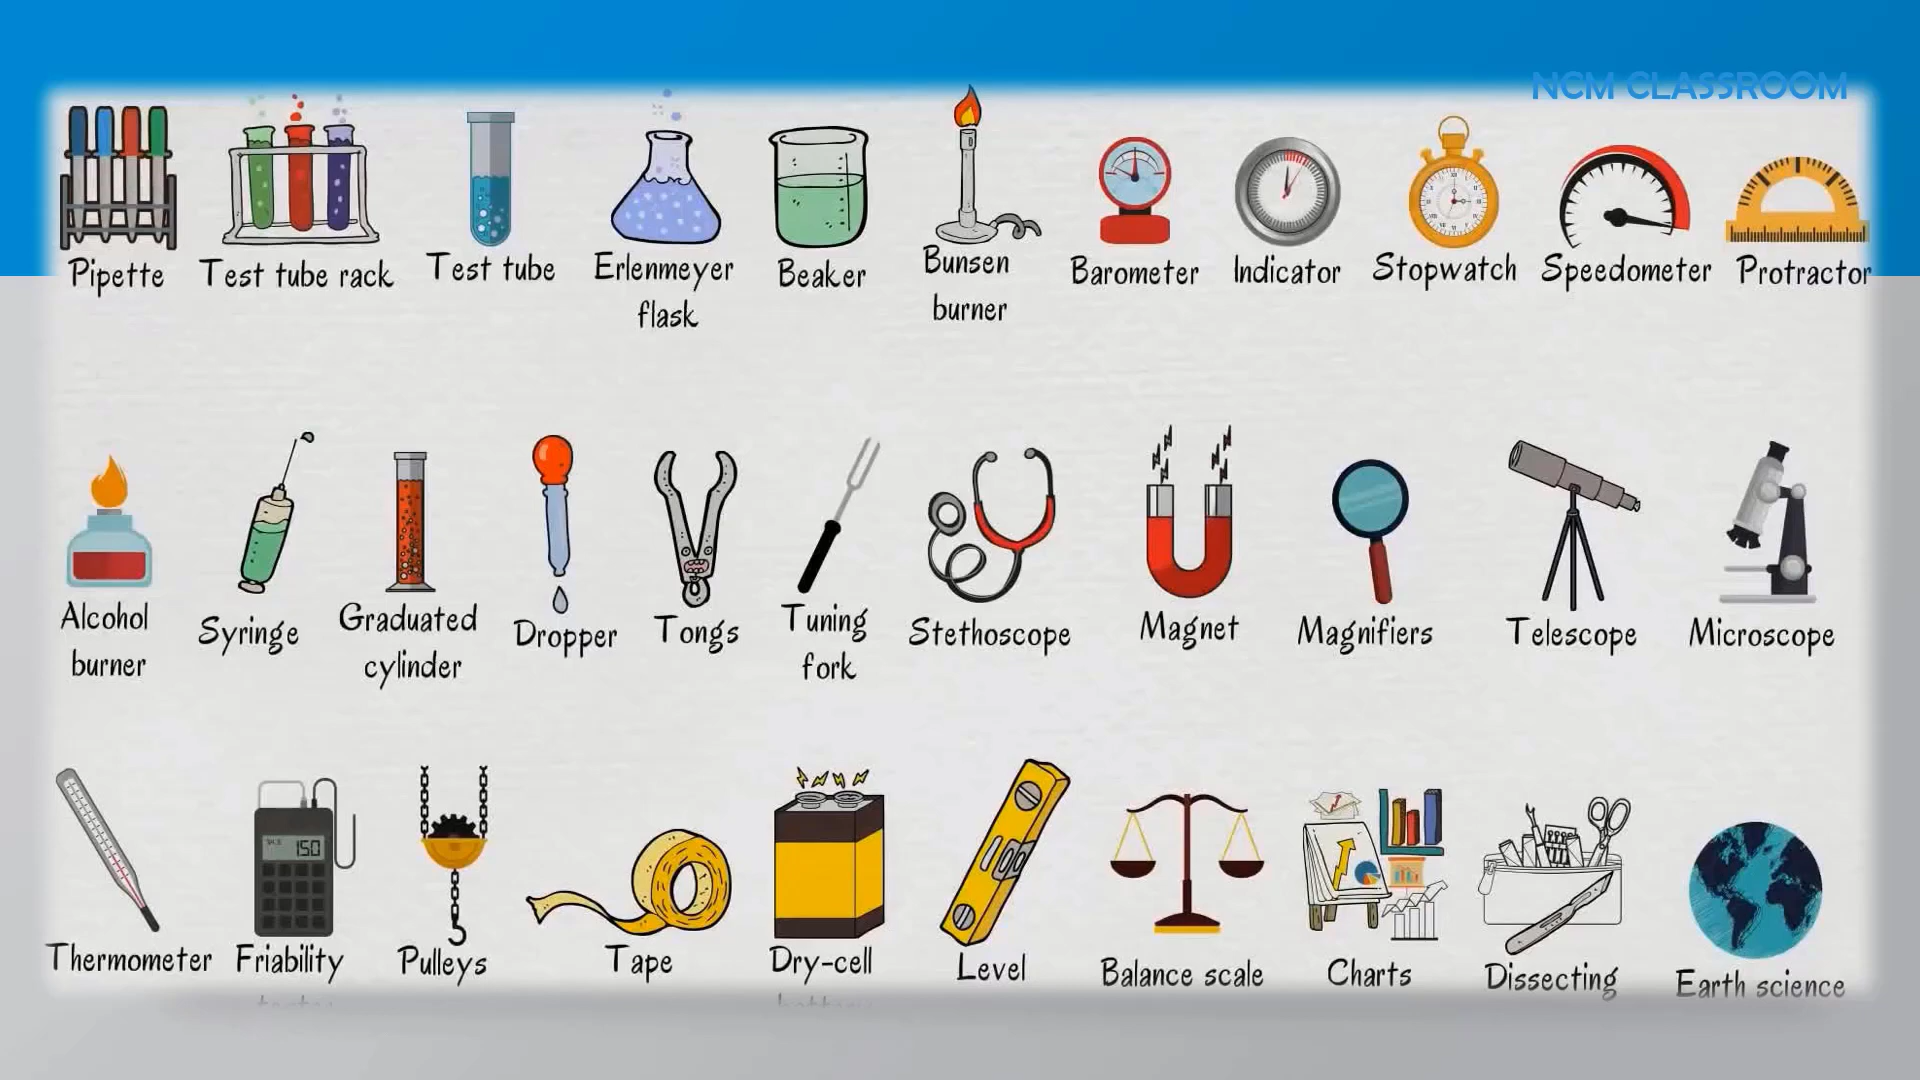 NCM CLASSROOM
Pipette
Test tube rack
Test tube
Erlenmeyer
flask
Beaker
Bunsen
burner
Barometer
Indicator
Stopwatch
Speedometer
Protractor
Alcohol
burner
Syringe
Graduated
cylinder
Dropper
Tongs
Tuning
fork
Stethoscope
Magnet
Magnifiers
Telescope
Microscope
150
Thermometer
Friability
Pulleys
Tape
Dry-cell
Level
Balance scale
Charts
Dissecting
Earth science